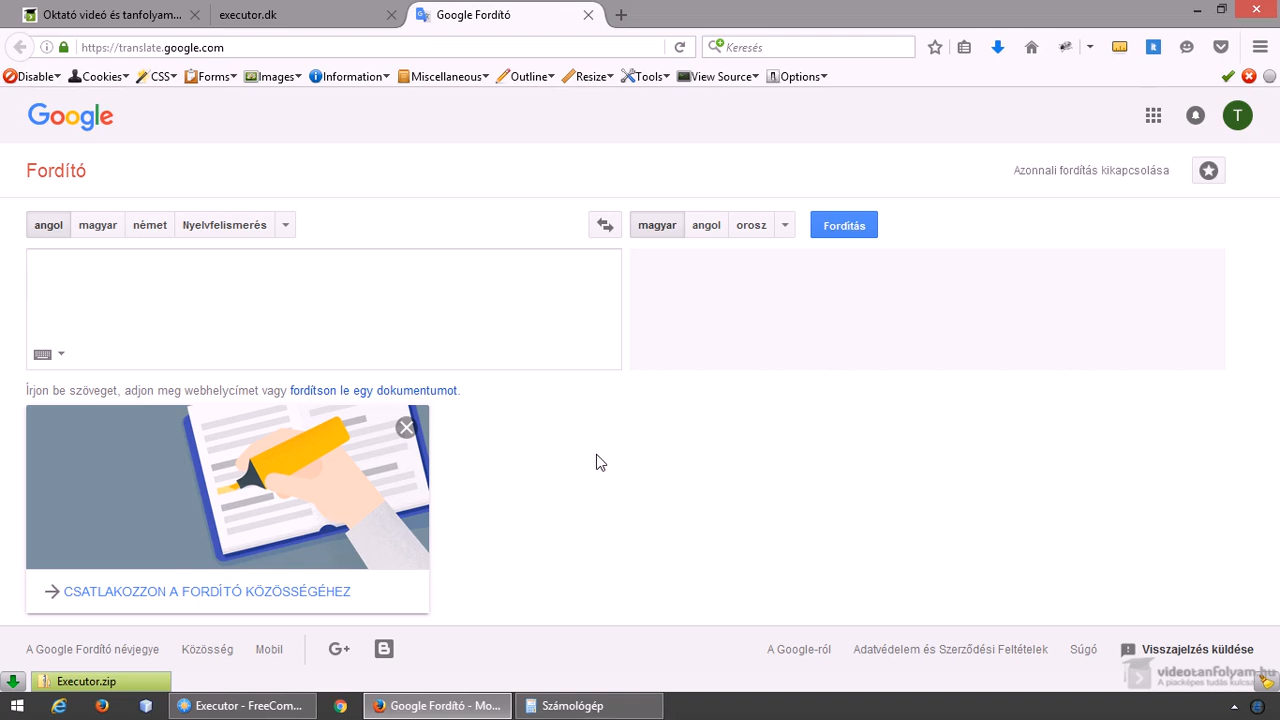 Oktató videó és tanfolyam...
executor.dk
Google Fordító
https://translate.google.com
Keresés
Disable
Cookies
CSS
Forms
Images
Information
Miscellaneous
Outline
Resize
Tools
View Source
Options
Google
T
Fordító
Azonnali fordítás kikapcsolása
angol
magyar
német
Nyelvfelismerés
magyar
angol
orosz
Fordítás
Írjon be szöveget, adjon meg webhelycímet vagy fordítson le egy dokumentumot.
CSATLAKOZZON A FORDÍTÓ KÖZÖSSÉGÉHEZ
A Google Fordító névjegye
Közösség
Mobil
G+
A Google-ról
Adatvédelem és Szerződési Feltételek
Súgó
Visszajelzés küldése
videotanfolyam.hu
A piacképes tudás kulcsa
Executor.zip
Executor - FreeCom...
Google Fordító - Mo...
Számológép